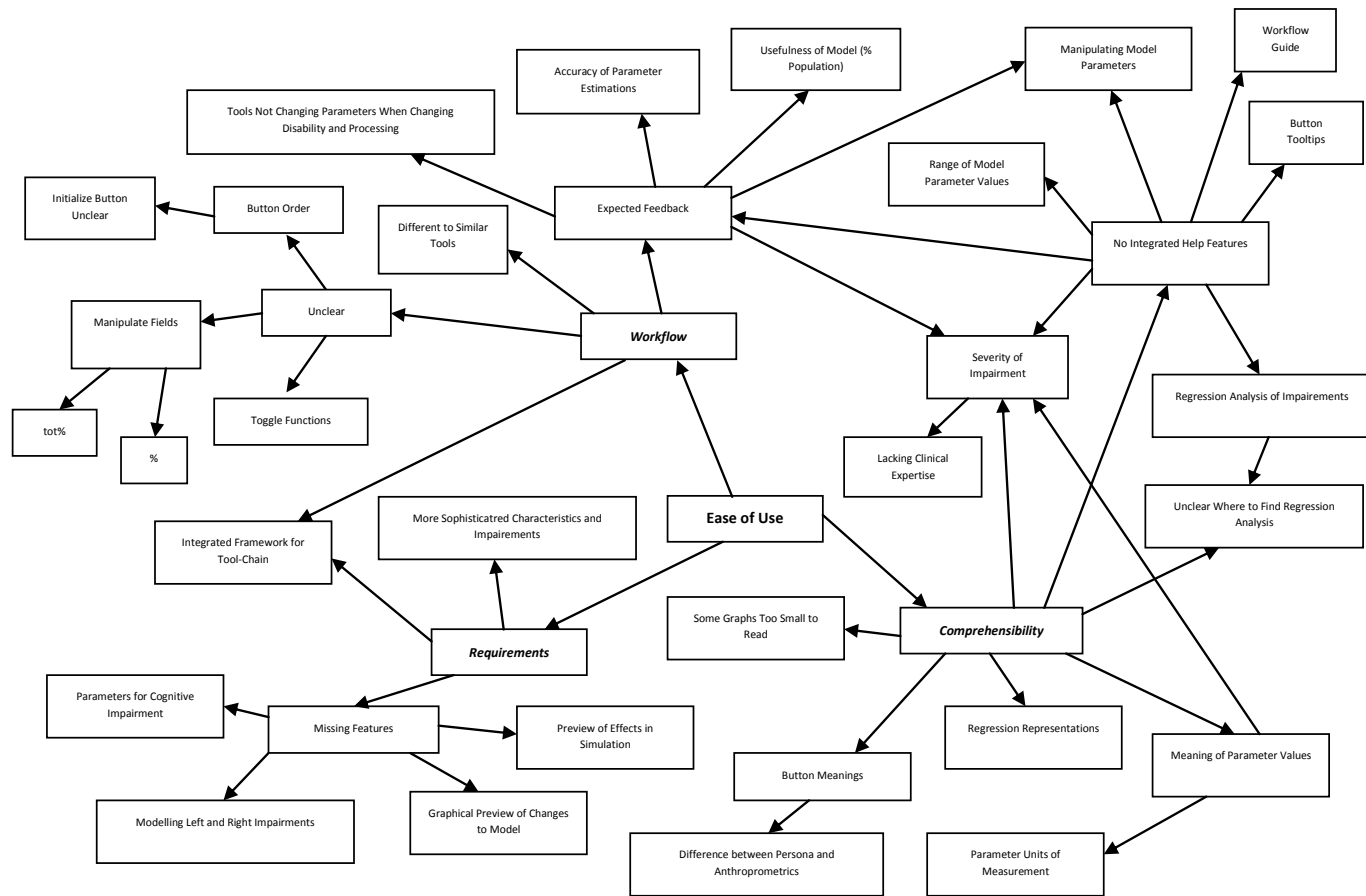 Workflow
Guide
Usefulness of Model (%
Population)
Manipulating Model
Parameters
Accuracy of Parameter
Estimations
Tools Not Changing Parameters When Changing
Disability and Processing
Button
Tooltips
Range of Model
Parameter Values
Initialize Button
Unclear
Button Order
Expected Feedback
Different to Similar
Tools
No Integrated Help Features
Manipulate Fields
Unclear
Workflow
Severity of
Impairment
Regression Analysis of Impairments
tot%
%
Toggle Functions
Lacking Clinical
Expertise
Unclear Where to Find Regression
Analysis
Ease of Use
More Sophisticatred Characteristics and
Impairments
Integrated Framework for
Tool-Chain
Some Graphs Too Small to
Read
Comprehensibility
Requirements
Parameters for Cognitive
Impairment
Missing Features
Preview of Effects in
Simulation
Regression Representations
Meaning of Parameter Values
Button Meanings
Modelling Left and Right Impairments
Graphical Preview of Changes
to Model
Difference between Persona and
Anthroprometrics
Parameter Units of
Measurement